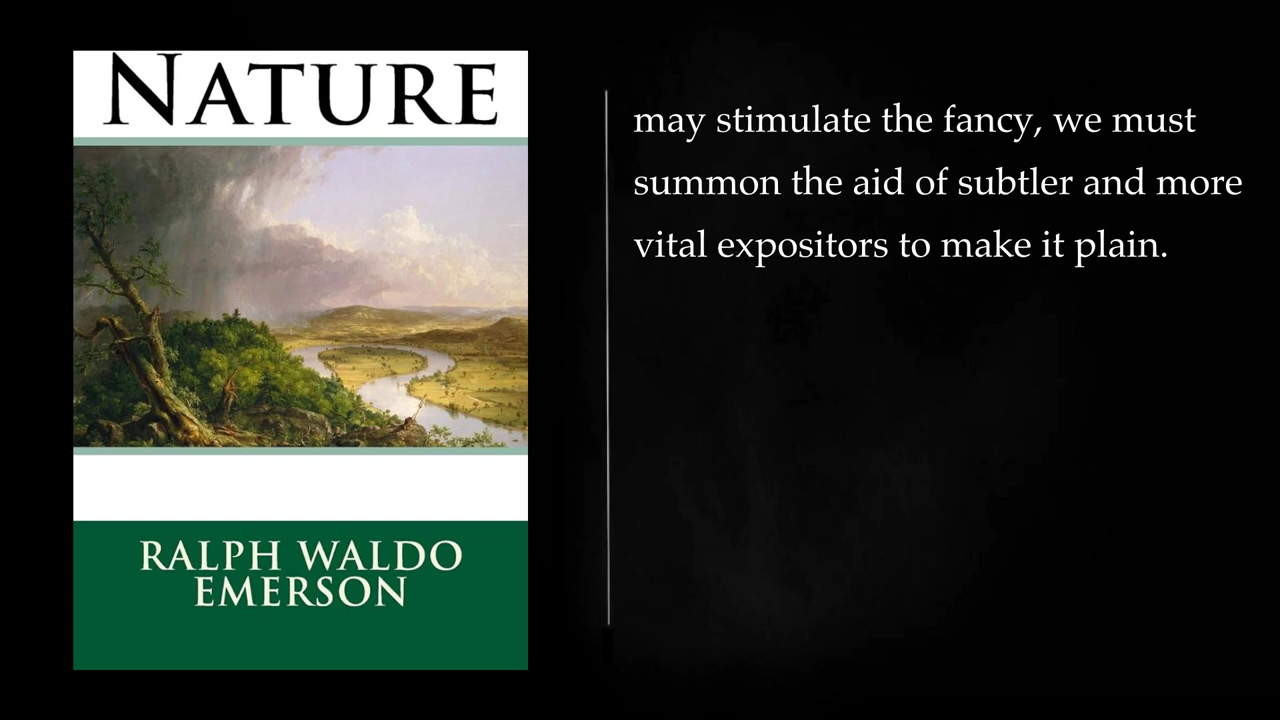 NATURE
RALPH WALDO
EMERSON
may stimulate the fancy, we must
summon the aid of subtler and more
vital expositors to make it plain.